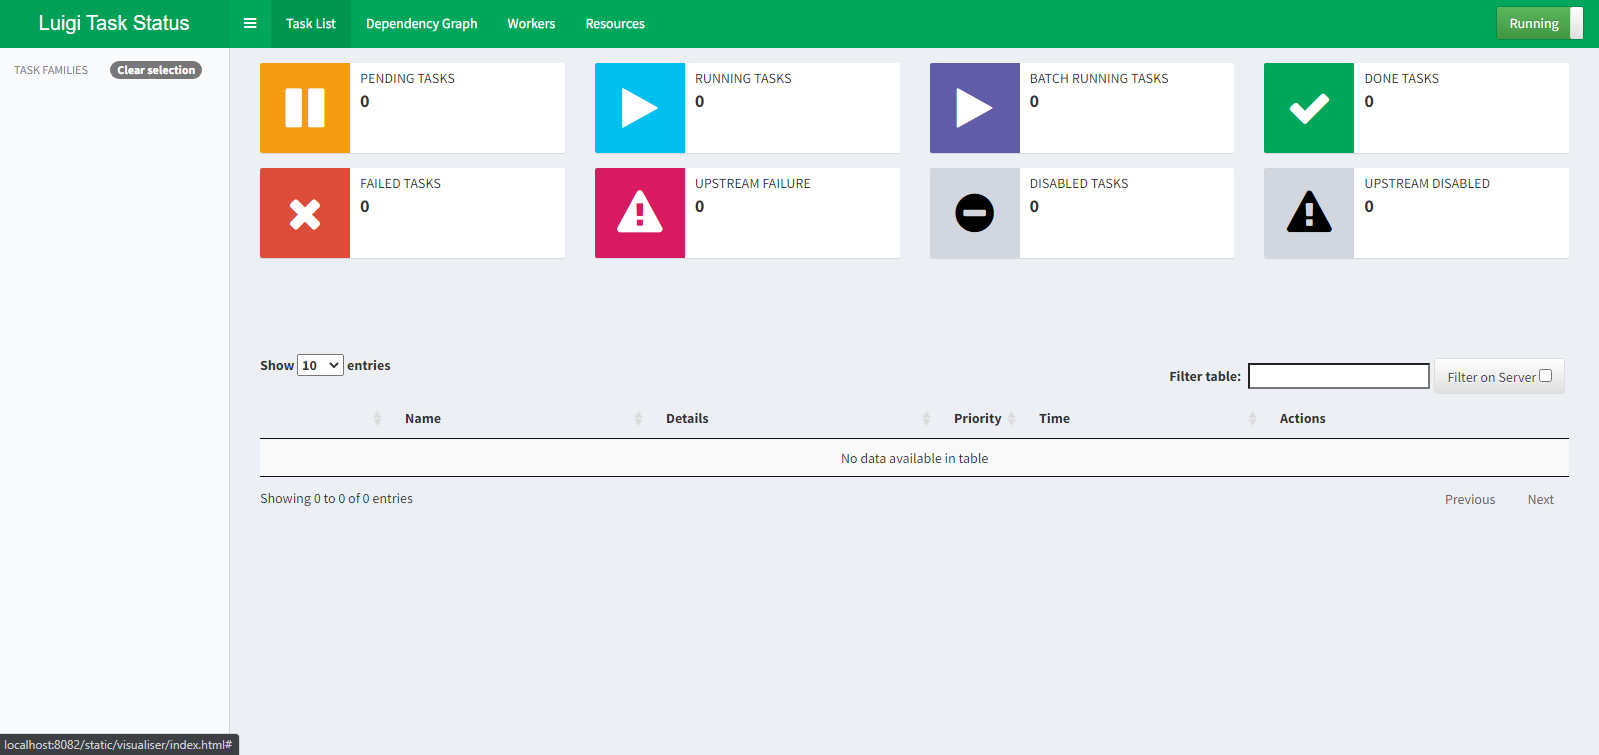 Luigi Task Status
Task List
Dependency Graph
Workers
Resources
Running
TASK FAMILIES
Clear selection
PENDING TASKS
0
RUNNING TASKS
0
BATCH RUNNING TASKS
0
DONE TASKS
0
FAILED TASKS
0
UPSTREAM FAILURE
0
DISABLED TASKS
0
UPSTREAM DISABLED
0
Show 10 entries
Filter table:
Filter on Server
Name
Details
Priority
Time
Actions
No data available in table
Showing 0 to 0 of 0 entries
Previous
Next
localhost:8082/static/visualiser/index.html#